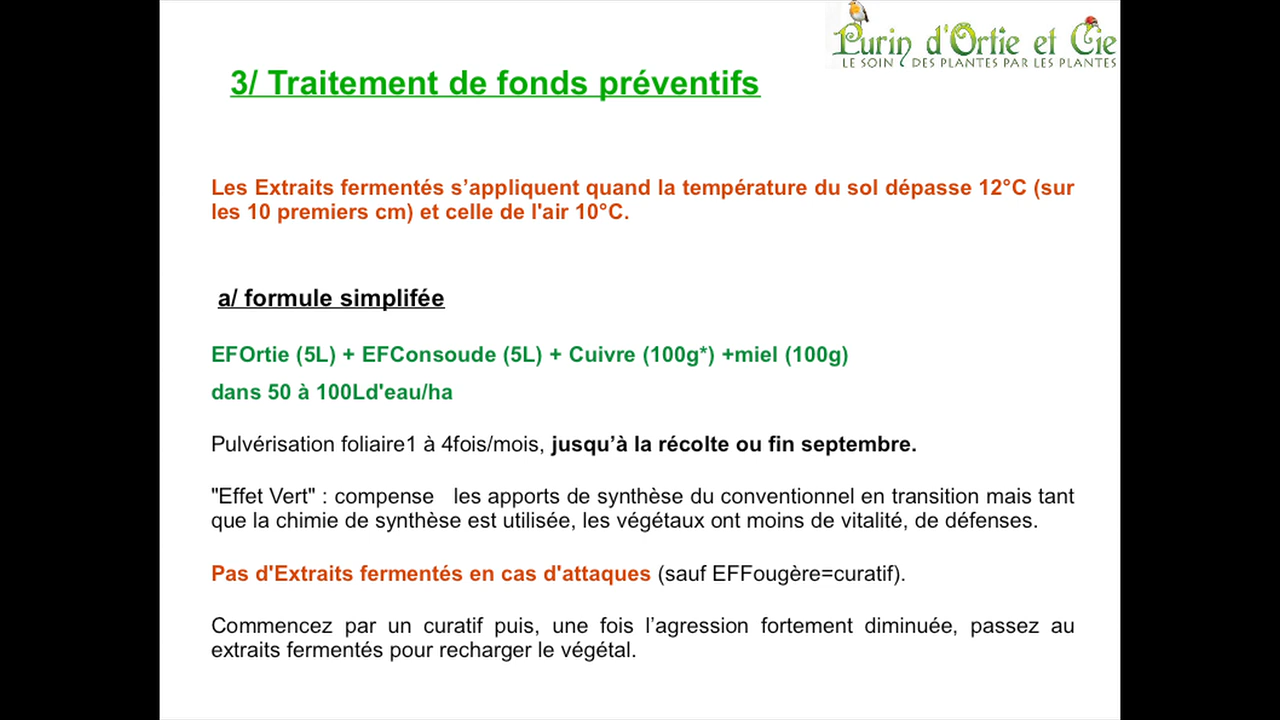 Purin d'Ortie et Cie
LE SOIN DES PLANTES PAR LES PLANTES
3/ Traitement de fonds préventifs
Les Extraits fermentés s’appliquent quand la température du sol dépasse 12°C (sur
les 10 premiers cm) et celle de l'air 10°C.
a/ formule simplifée
EFOrtie (5L) + EFConsoude (5L) + Cuivre (100g*) +miel (100g)
dans 50 à 100Ld'eau/ha
Pulvérisation foliaire1 à 4fois/mois, jusqu’à la récolte ou fin septembre.
"Effet Vert" : compense les apports de synthèse du conventionnel en transition mais tant
que la chimie de synthèse est utilisée, les végétaux ont moins de vitalité, de défenses.
Pas d'Extraits fermentés en cas d'attaques (sauf EFFougère=curatif).
Commencez par un curatif puis, une fois l’agression fortement diminuée, passez au
extraits fermentés pour recharger le végétal.